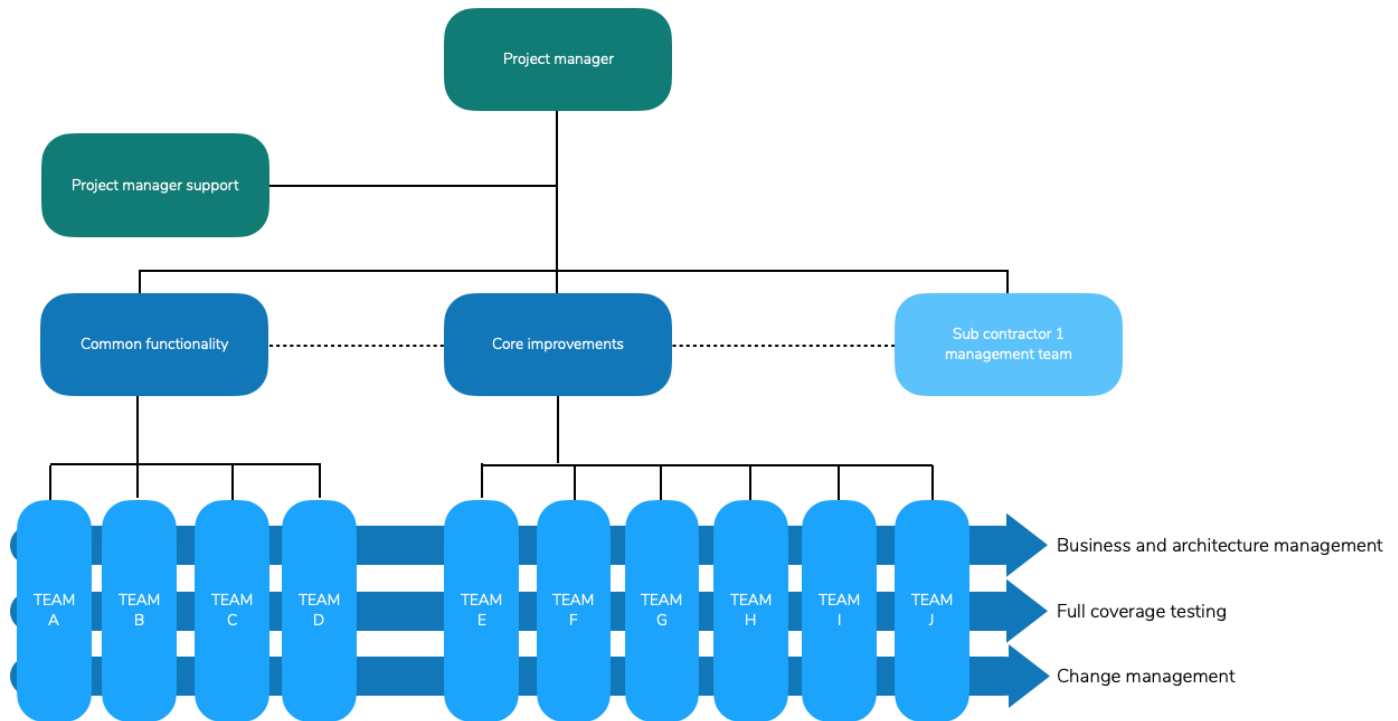 Project manager
Project manager support
Common functionality
Core improvements
Sub contractor 1
management team
TEAM
A
TEAM
B
TEAM
C
TEAM
D
TEAM
E
TEAM
F
TEAM
G
TEAM
H
TEAM
I
TEAM
J
Business and architecture management
Full coverage testing
Change management